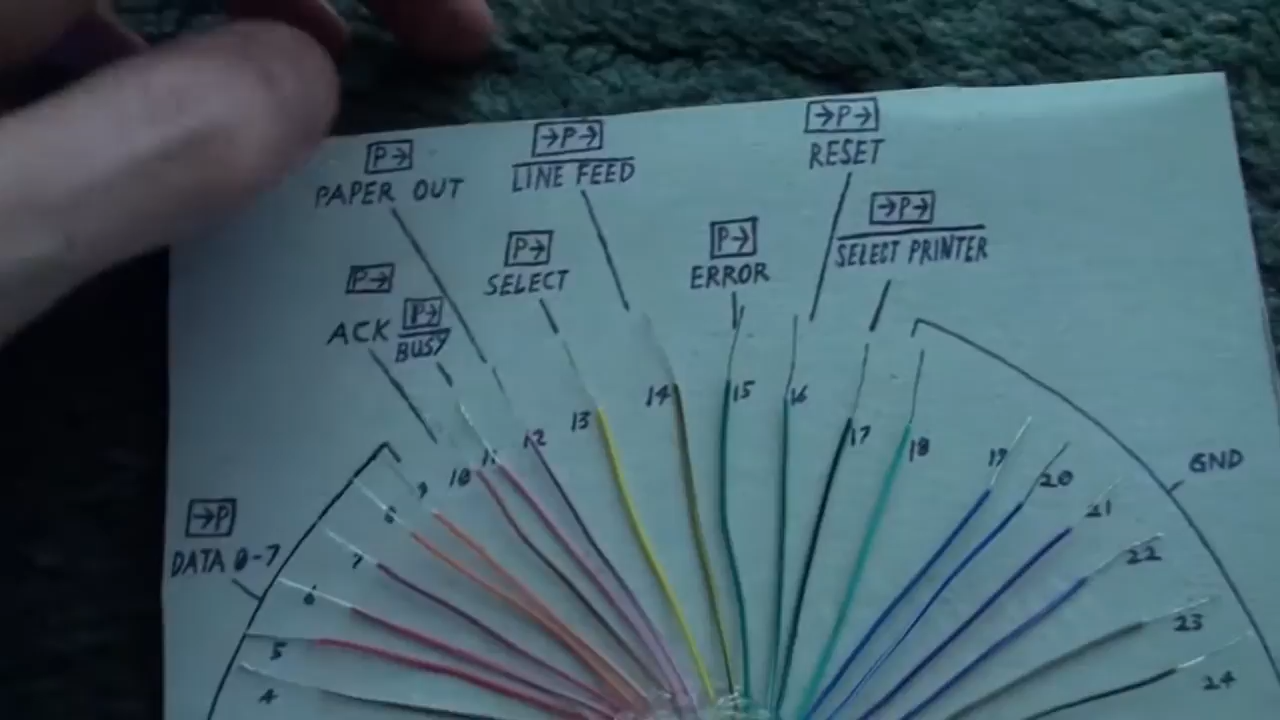 →P→
RESET
→P→
LINE FEED
P→
PAPER OUT
→P→
SELECT PRINTER
P→
ERROR
P→
SELECT
P→
ACK
P→
BUSY
GND
→P
DATA 0-7
4
5
6
7
8
9
10
11
12
13
14
15
16
17
18
19
20
21
22
23
24